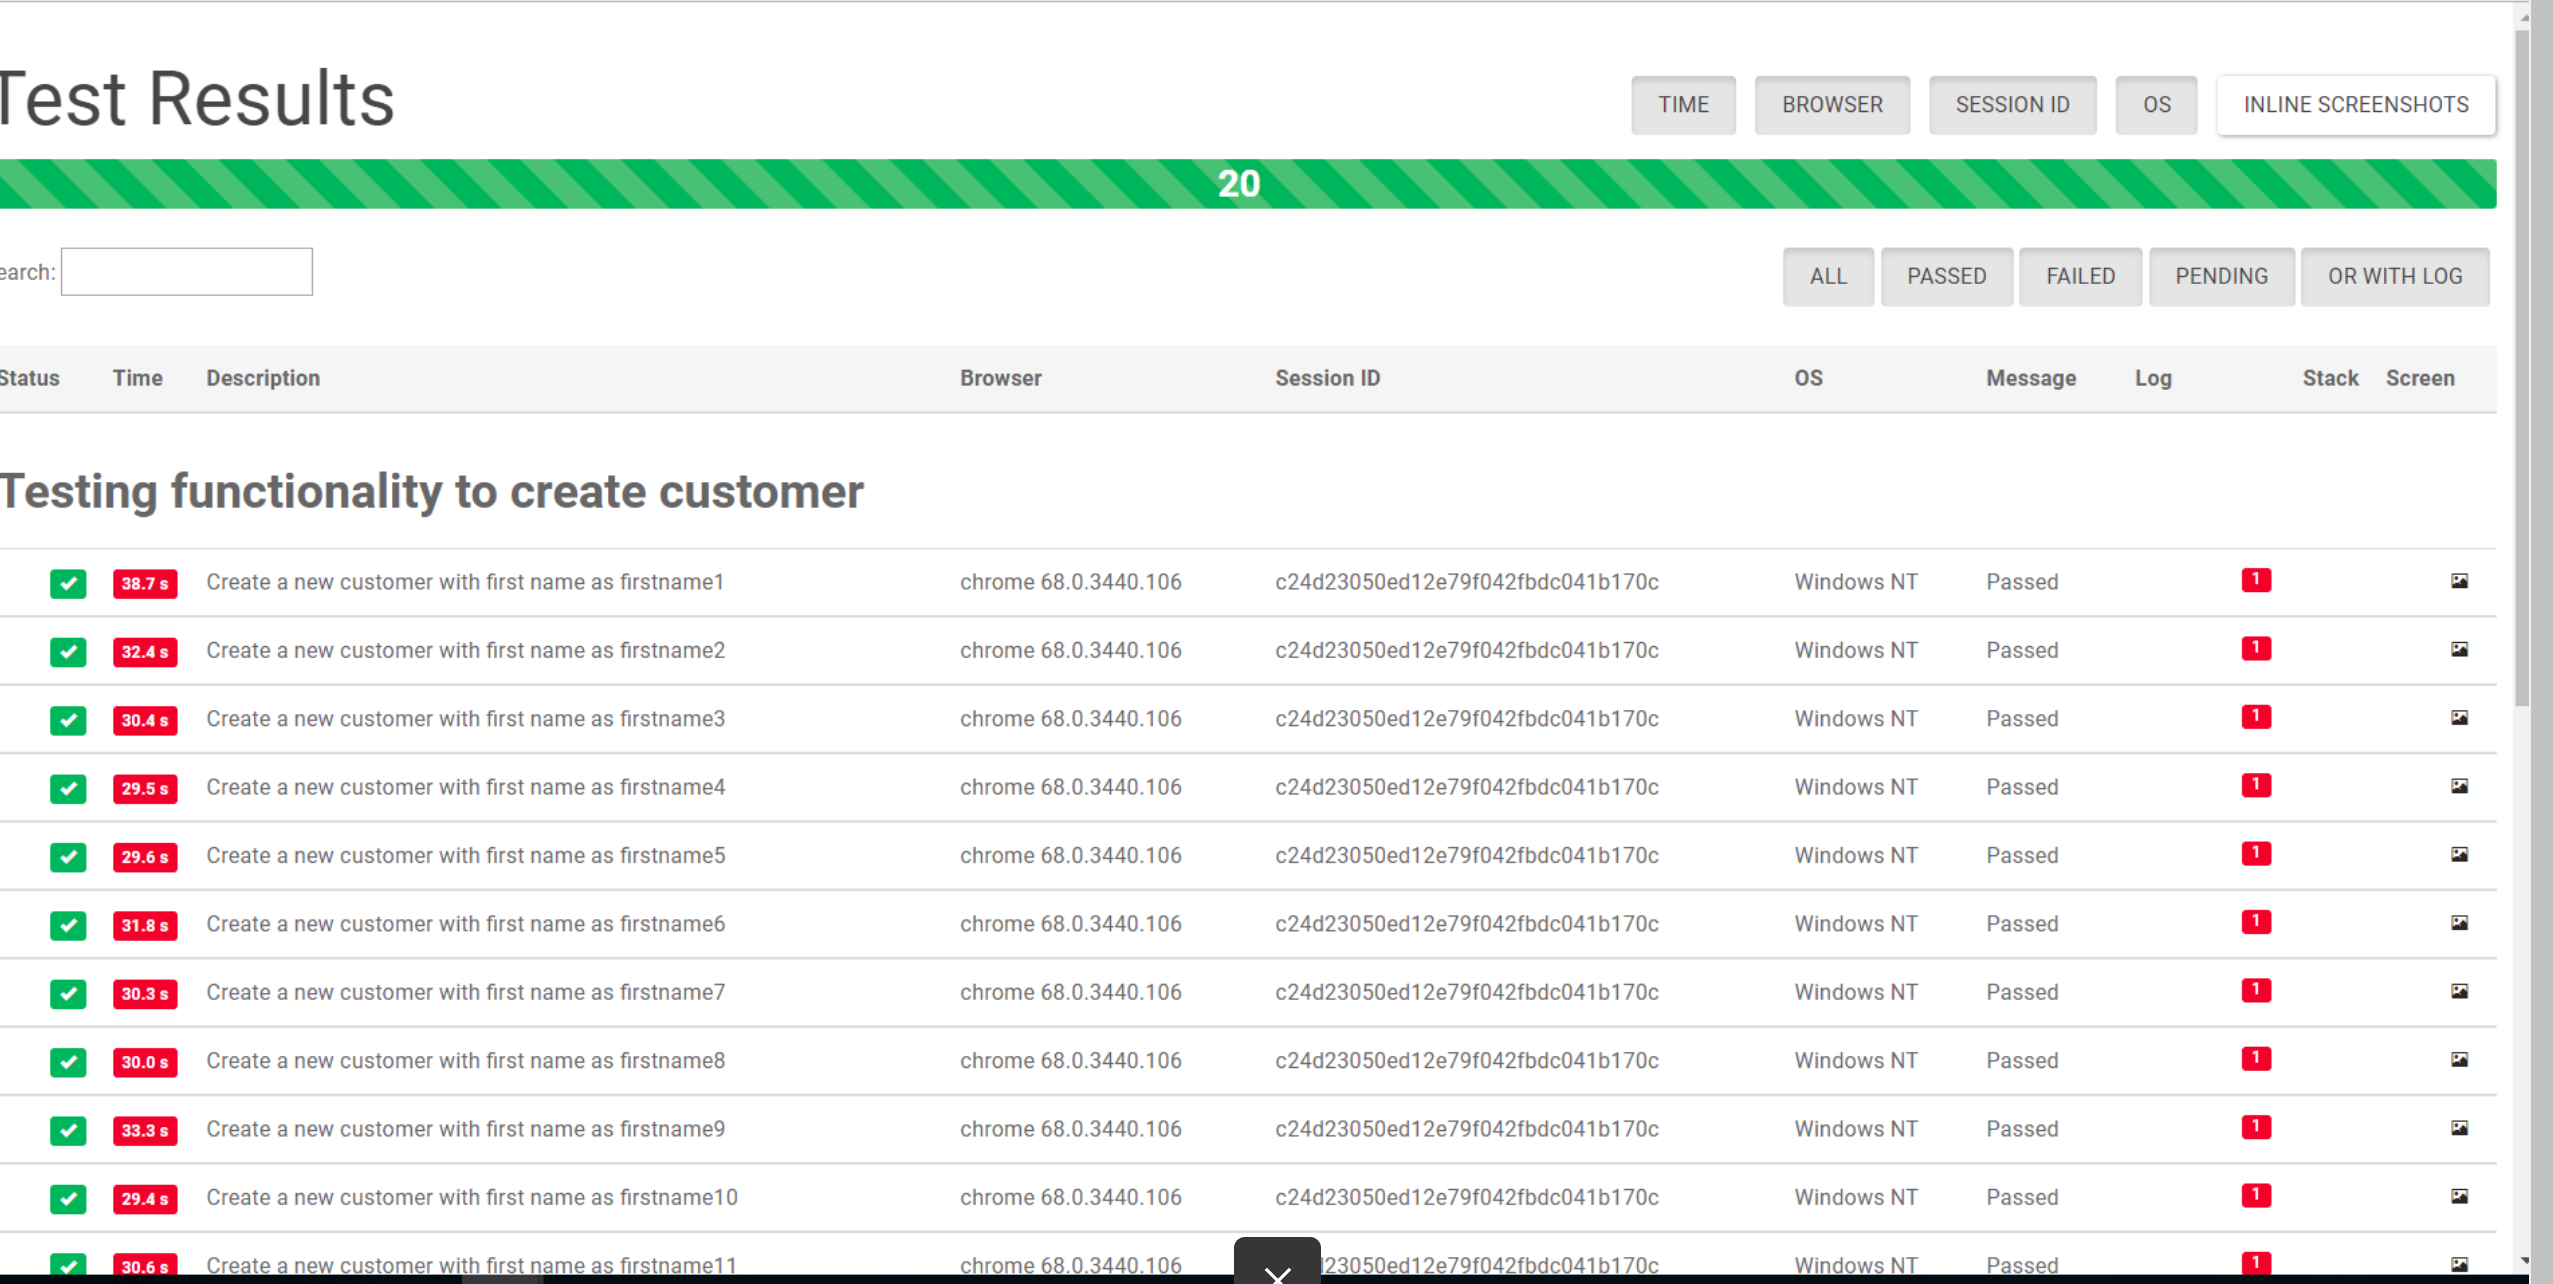 Test Results TIME BROWSER SESSION ID OS INLINE SCREENSHOTS
20
earch: ALL PASSED FAILED PENDING OR WITH LOG
Status Time Description Browser Session ID OS Message Log Stack Screen
Testing functionality to create customer
38.7 s Create a new customer with first name as firstname1 chrome 68.0.3440.106 c24d23050ed12e79f042fbdc041b170c Windows NT Passed 1
32.4 s Create a new customer with first name as firstname2 chrome 68.0.3440.106 c24d23050ed12e79f042fbdc041b170c Windows NT Passed 1
30.4 s Create a new customer with first name as firstname3 chrome 68.0.3440.106 c24d23050ed12e79f042fbdc041b170c Windows NT Passed 1
29.5 s Create a new customer with first name as firstname4 chrome 68.0.3440.106 c24d23050ed12e79f042fbdc041b170c Windows NT Passed 1
29.6 s Create a new customer with first name as firstname5 chrome 68.0.3440.106 c24d23050ed12e79f042fbdc041b170c Windows NT Passed 1
31.8 s Create a new customer with first name as firstname6 chrome 68.0.3440.106 c24d23050ed12e79f042fbdc041b170c Windows NT Passed 1
30.3 s Create a new customer with first name as firstname7 chrome 68.0.3440.106 c24d23050ed12e79f042fbdc041b170c Windows NT Passed 1
30.0 s Create a new customer with first name as firstname8 chrome 68.0.3440.106 c24d23050ed12e79f042fbdc041b170c Windows NT Passed 1
33.3 s Create a new customer with first name as firstname9 chrome 68.0.3440.106 c24d23050ed12e79f042fbdc041b170c Windows NT Passed 1
29.4 s Create a new customer with first name as firstname10 chrome 68.0.3440.106 c24d23050ed12e79f042fbdc041b170c Windows NT Passed 1
30.6 s Create a new customer with first name as firstname11 chrome 68.0.3440.106 d23050ed12e79f042fbdc041b170c Windows NT Passed 1